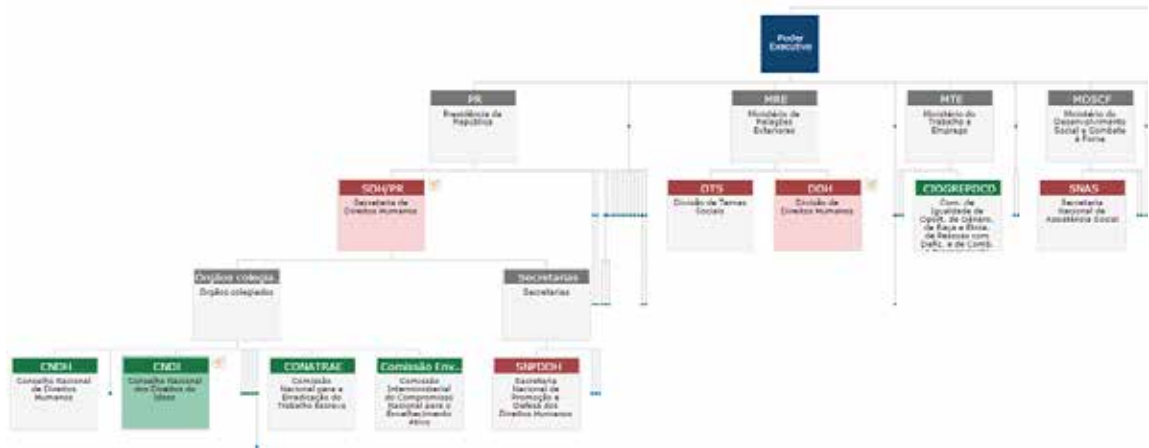 Poder
Executivo
PR
Presidência da
República
MRE
Ministério de
Relações
Exteriores
MTE
Ministério do
Trabalho e
Emprego
MDSCF
Ministério do
Desenvolvimento
Social e Combate
à Fome
SDH/PR
Secretaria de
Direitos Humanos
DTS
Divisão de Temas
Sociais
DDH
Divisão de
Direitos Humanos
CIOGREPDCD
Com. de
Igualdade de
Oport. de Gênero,
de Raça e Etnia,
de Pessoas com
Defic. e de Comb.
SNAS
Secretaria
Nacional de
Assistência Social
Órgãos colegia...
Órgãos colegiados
Secretarias
Secretarias
CNDH
Conselho Nacional
de Direitos
Humanos
CNDI
Conselho Nacional
dos Direitos do
Idoso
CONATRAE
Comissão
Nacional para a
Erradicação do
Trabalho Escravo
Comissão Env...
Comissão
Interministerial
do Compromisso
Nacional para o
Envelhecimento
Ativo
SNPDDH
Secretaria
Nacional de
Promoção e
Defesa dos
Direitos Humanos